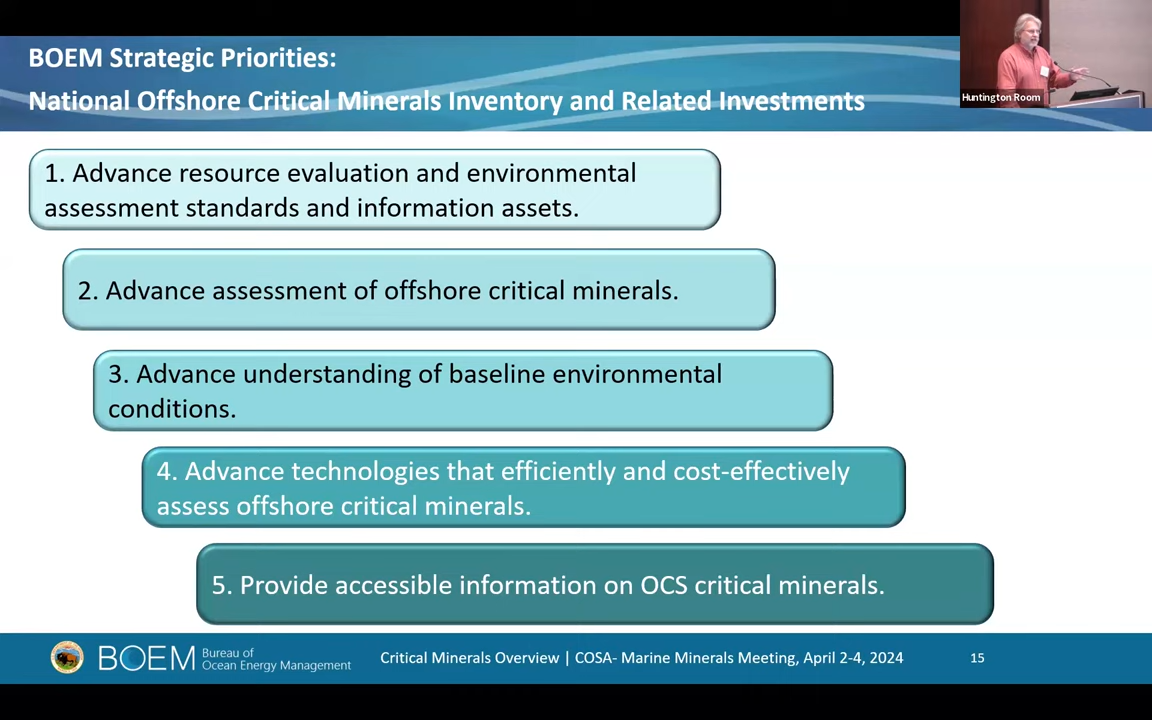 BOEM Strategic Priorities:
National Offshore Critical Minerals Inventory and Related Investments
Huntington Room
1. Advance resource evaluation and environmental
assessment standards and information assets.
2. Advance assessment of offshore critical minerals.
3. Advance understanding of baseline environmental
conditions.
4. Advance technologies that efficiently and cost-effectively
assess offshore critical minerals.
5. Provide accessible information on OCS critical minerals.
BOEM Bureau of
Ocean Energy Management
Critical Minerals Overview | COSA- Marine Minerals Meeting, April 2-4, 2024
15